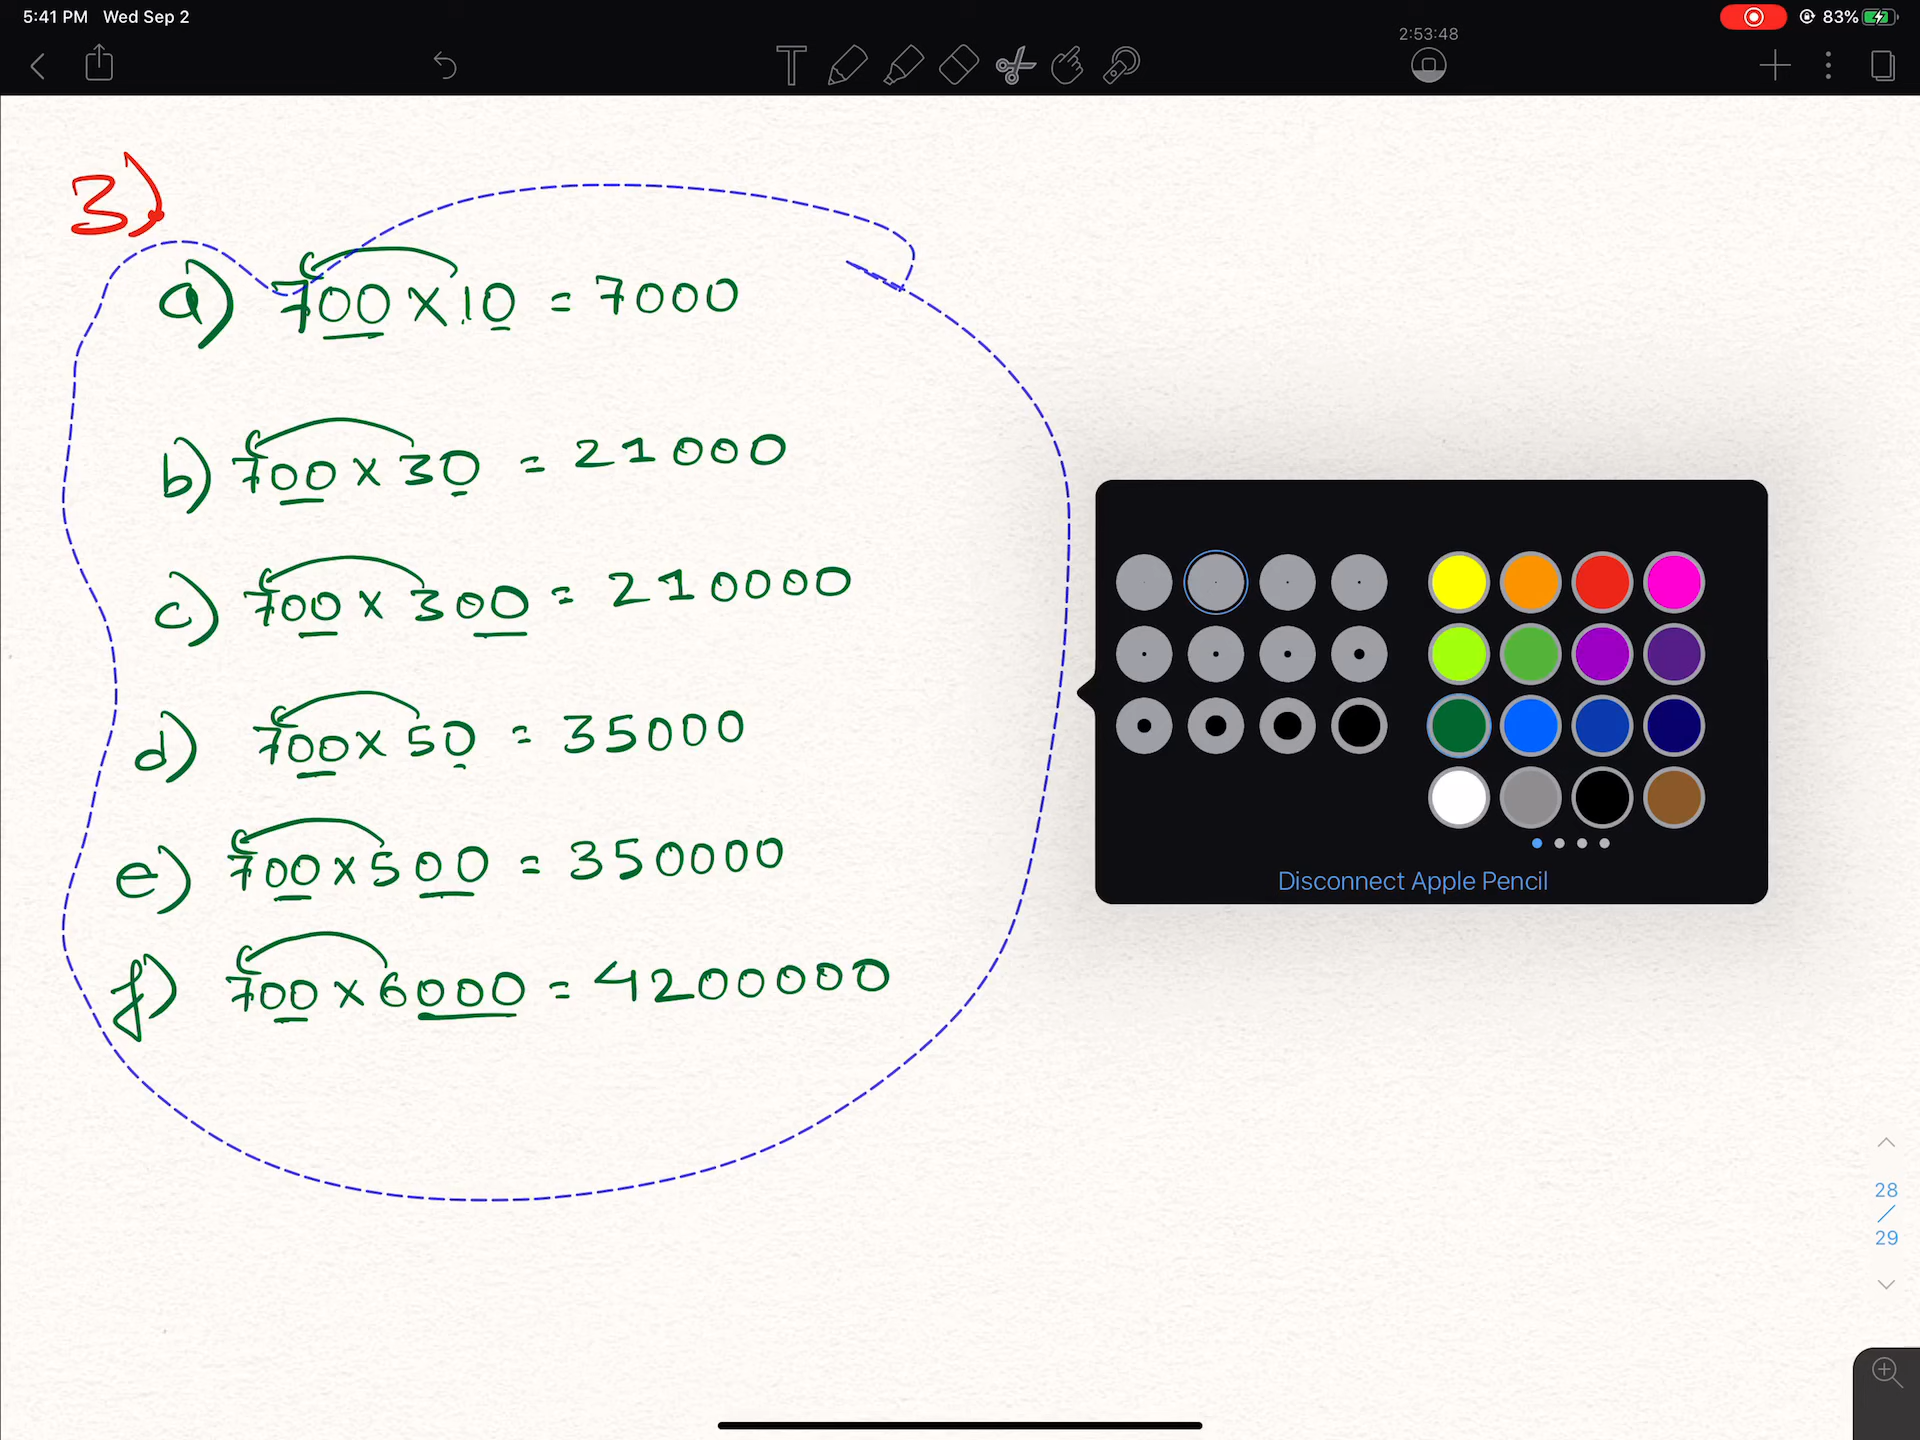 5:41 PM Wed Sep 2
83%
2:53:48
3)
a) 700 × 10 = 7000
b) 700 × 30 = 21000
c) 700 × 300 = 210000
d) 700 × 50 = 35000
e) 700 × 500 = 350000
f) 700 × 6000 = 4200000
Disconnect Apple Pencil
28
/
29